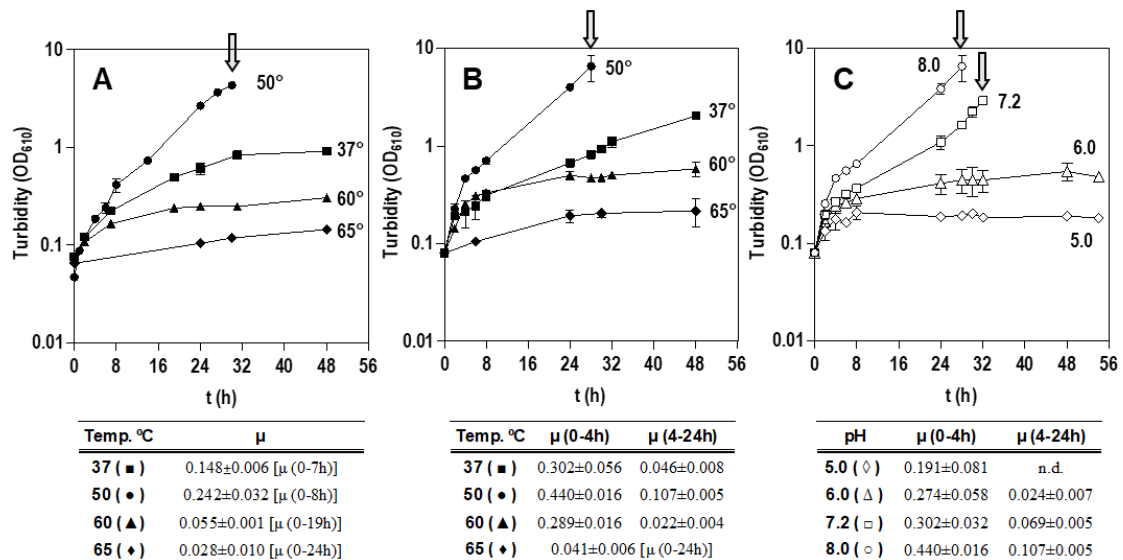 A
Turbidity (OD610)
10
1
0.1
0.01
50°
37°
60°
65°
0 8 16 24 32 40 48 56
t (h)
B
Turbidity (OD610)
10
1
0.1
0.01
50°
37°
60°
65°
0 8 16 24 32 40 48 56
t (h)
C
Turbidity (OD610)
10
1
0.1
0.01
8.0
7.2
6.0
5.0
0 8 16 24 32 40 48 56
t (h)
Temp. ºC μ
37 ( ■ ) 0.148±0.006 [μ (0-7h)]
50 ( ● ) 0.242±0.032 [μ (0-8h)]
60 ( ▲ ) 0.055±0.001 [μ (0-19h)]
65 ( ♦ ) 0.028±0.010 [μ (0-24h)]
Temp. ºC μ (0-4h) μ (4-24h)
37 ( ■ ) 0.302±0.056 0.046±0.008
50 ( ● ) 0.440±0.016 0.107±0.005
60 ( ▲ ) 0.289±0.016 0.022±0.004
65 ( ♦ ) 0.041±0.006 [μ (0-24h)]
pH μ (0-4h) μ (4-24h)
5.0 ( ◊ ) 0.191±0.081 n.d.
6.0 ( △ ) 0.274±0.058 0.024±0.007
7.2 ( □ ) 0.302±0.032 0.069±0.005
8.0 ( ○ ) 0.440±0.016 0.107±0.005